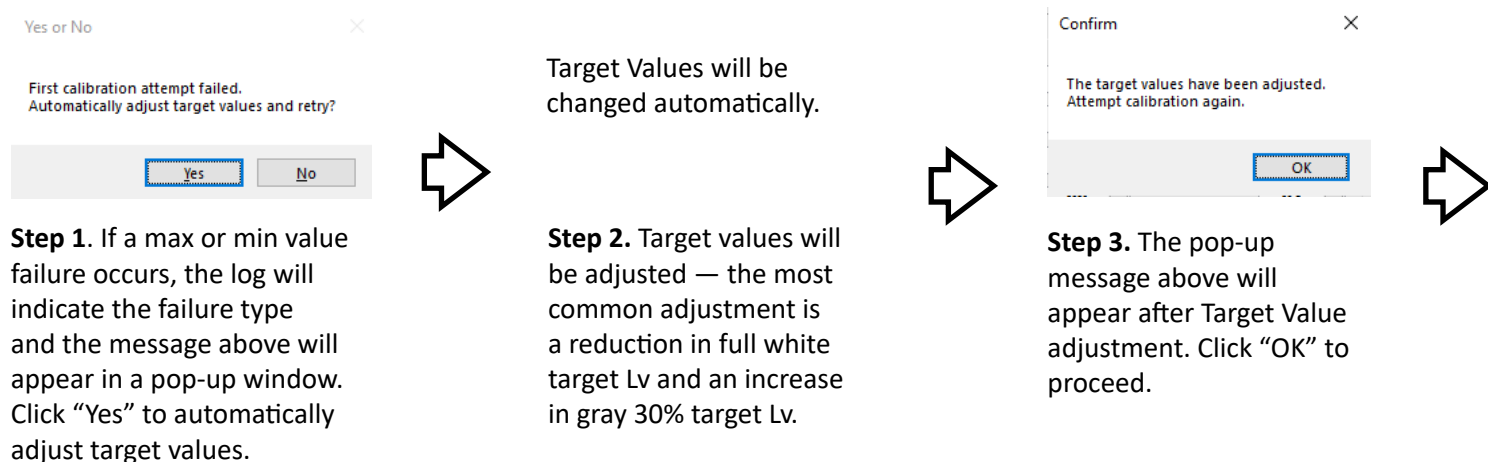 Yes or No
First calibration attempt failed.
Automatically adjust target values and retry?
Yes
No
Step 1. If a max or min value
failure occurs, the log will
indicate the failure type
and the message above will
appear in a pop-up window.
Click “Yes” to automatically
adjust target values.
Target Values will be
changed automatically.
Step 2. Target values will
be adjusted — the most
common adjustment is
a reduction in full white
target Lv and an increase
in gray 30% target Lv.
Confirm
The target values have been adjusted.
Attempt calibration again.
OK
Step 3. The pop-up
message above will
appear after Target Value
adjustment. Click “OK” to
proceed.